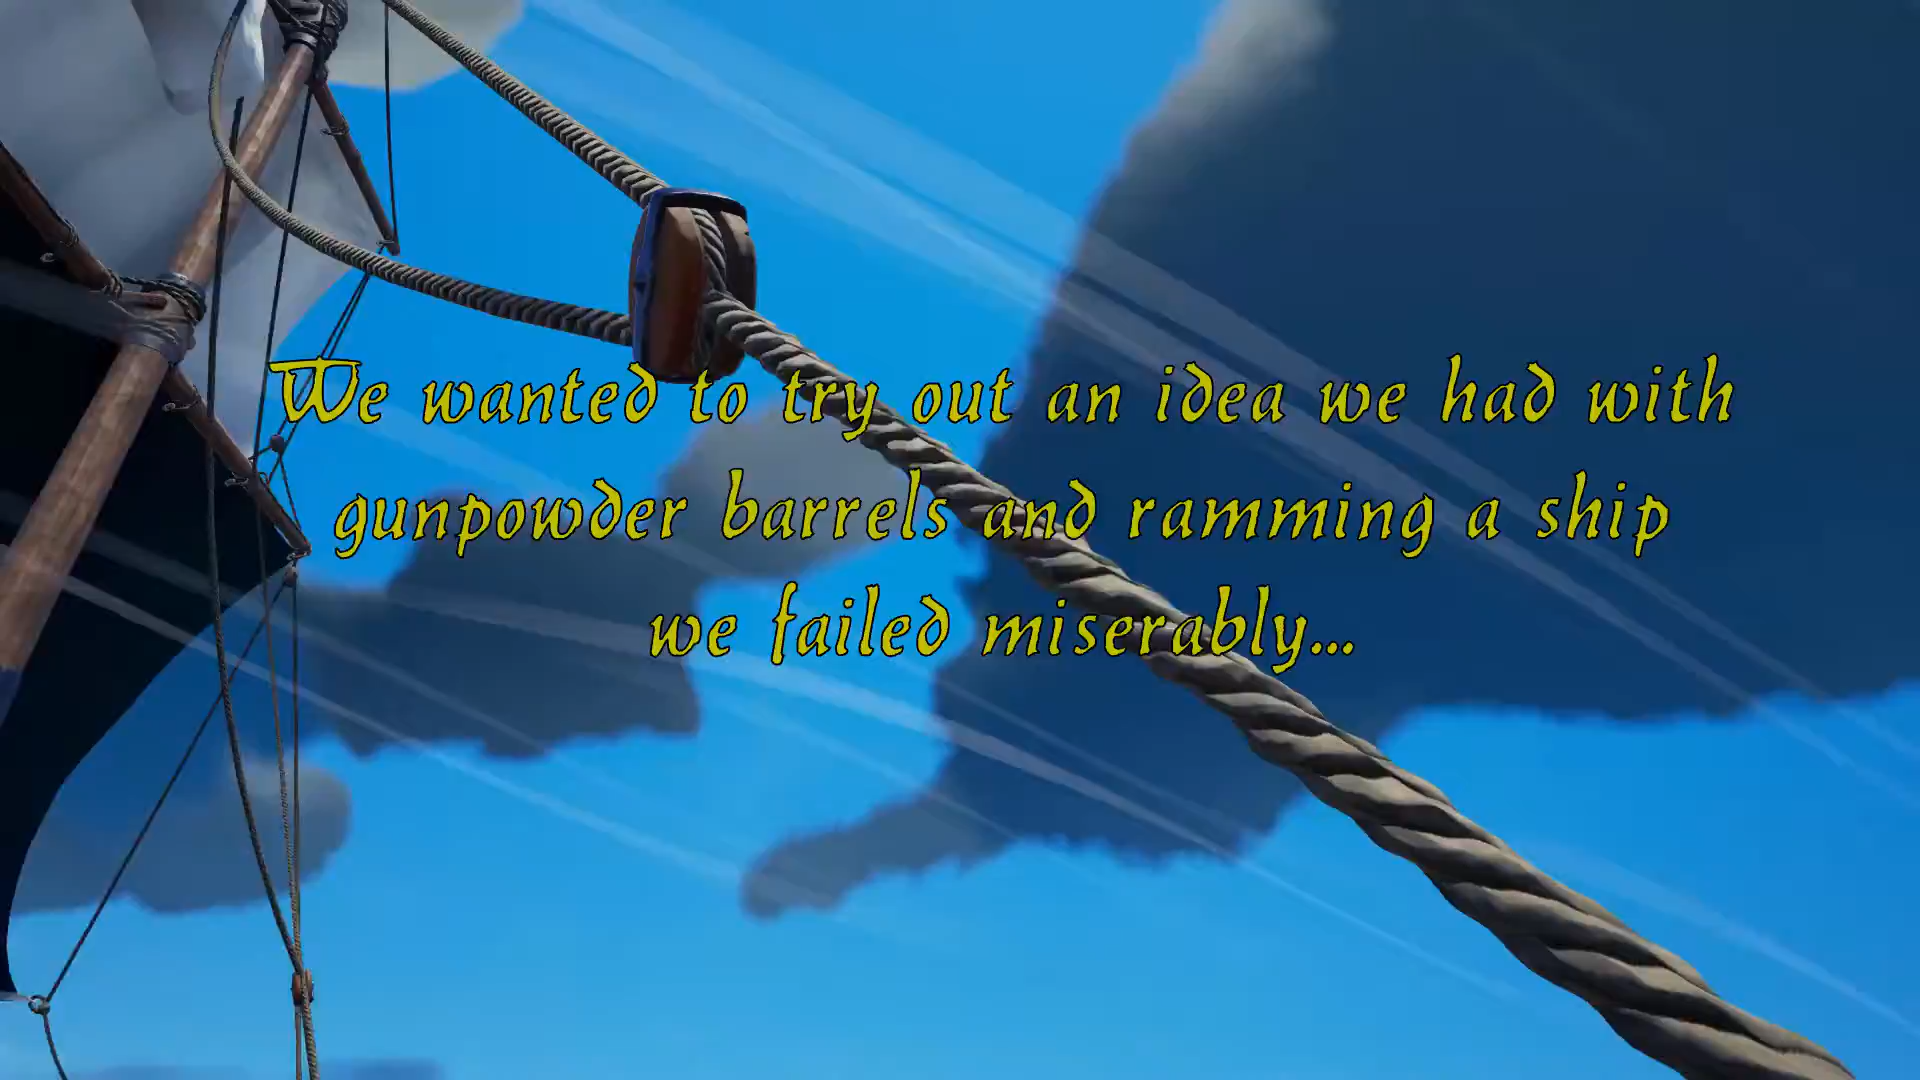 We wanted to try out an idea we had with
gunpowder barrels and ramming a ship
we failed miserably...